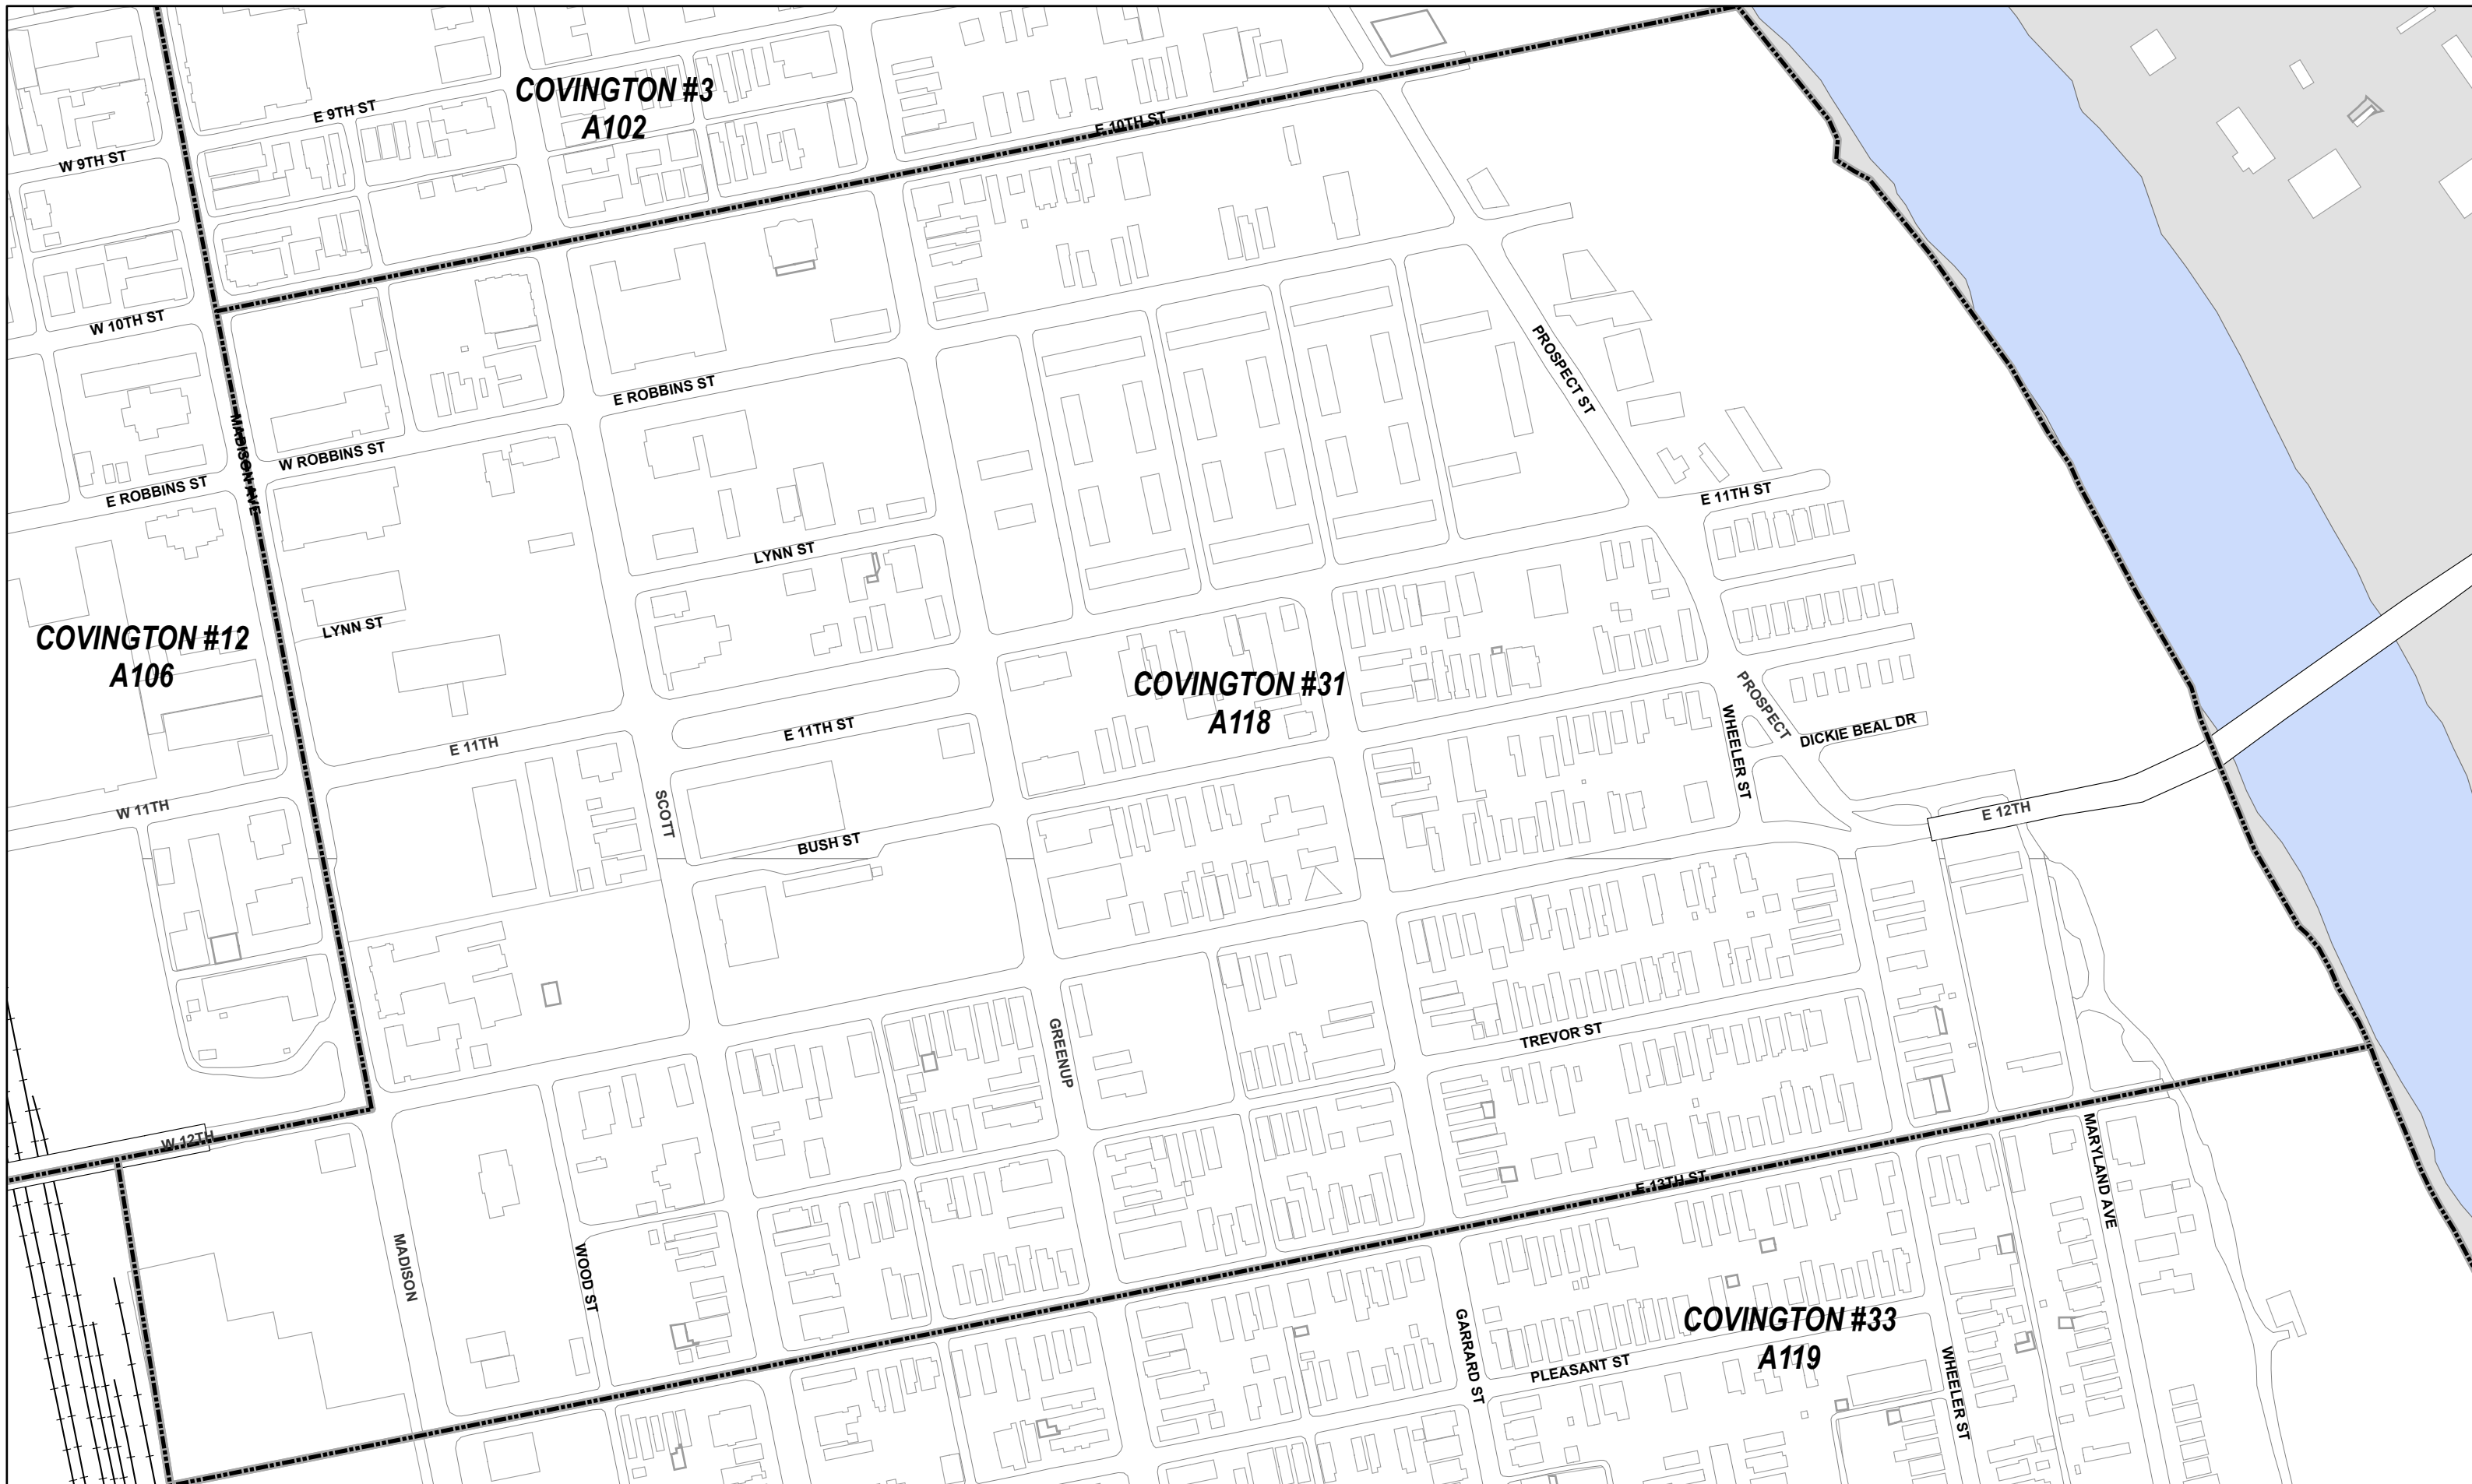 COVINGTON #3
A102
E 9TH ST
E 10TH ST
W 9TH ST
W 10TH ST
PROSPECT ST
E ROBBINS ST
MADISON AVE
W ROBBINS ST
E ROBBINS ST
E 11TH ST
LYNN ST
LYNN ST
COVINGTON #12
A106
COVINGTON #31
A118
PROSPECT
WHEELER ST
DICKIE BEAL DR
E 11TH ST
E 11TH
W 11TH
SCOTT
E 12TH
BUSH ST
TREVOR ST
GREENUP
W 12TH
MARYLAND AVE
E 13TH ST
MADISON
WOOD ST
COVINGTON #33
A119
GARRARD ST
PLEASANT ST
WHEELER ST